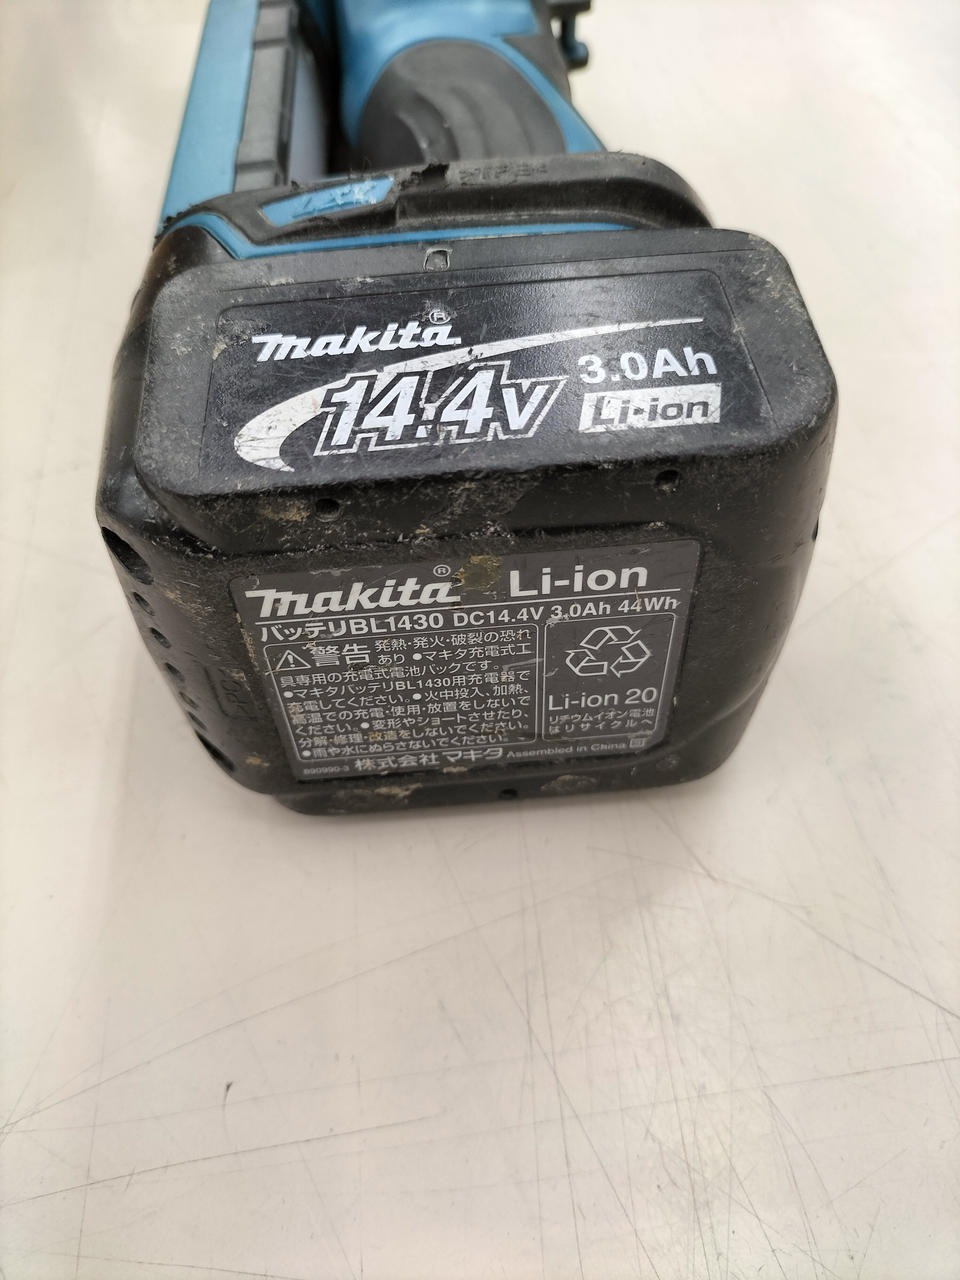 LXT
makita®
14.4V
3.0Ah
Li-ion
makita® Li-ion
バッテリBL1430 DC14.4V 3.0Ah 44Wh
警告 発熱・発火・破裂の恐れ
あり ●マキタ充電式工
具専用の充電式電池パックです。
●マキタバッテリBL1430用充電器で
充電してください。●火中投入、加熱、
高温での充電・使用・放置をしないで
ください。●変形やショートさせたり、
分解・修理・改造をしないでください。
●雨や水にぬらさないでください。
Li-ion 20
リチウムイオン電池
はリサイクルへ
890990-3 株式会社 マキタ Assembled in China